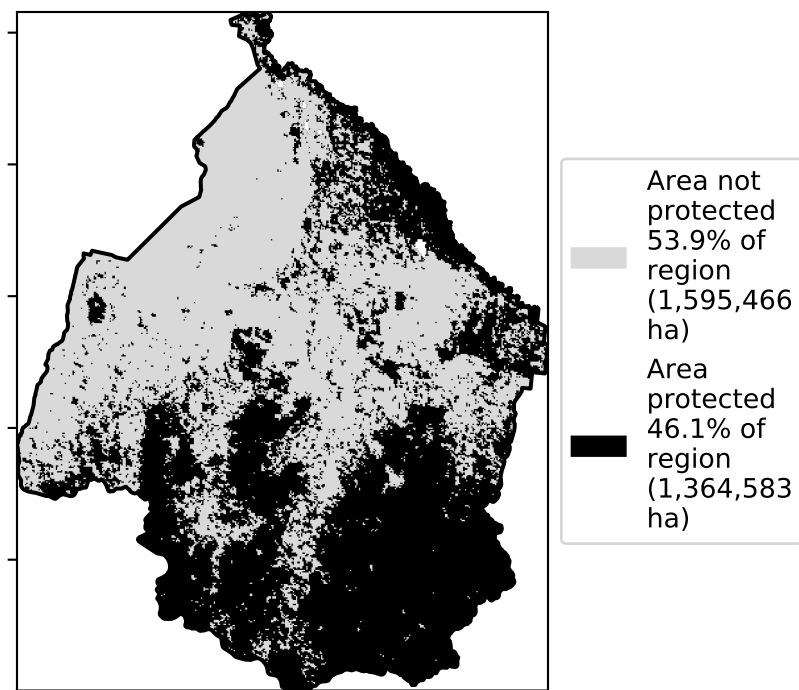 Area not
protected
53.9% of
region
(1,595,466
ha)
Area
protected
46.1% of
region
(1,364,583
ha)